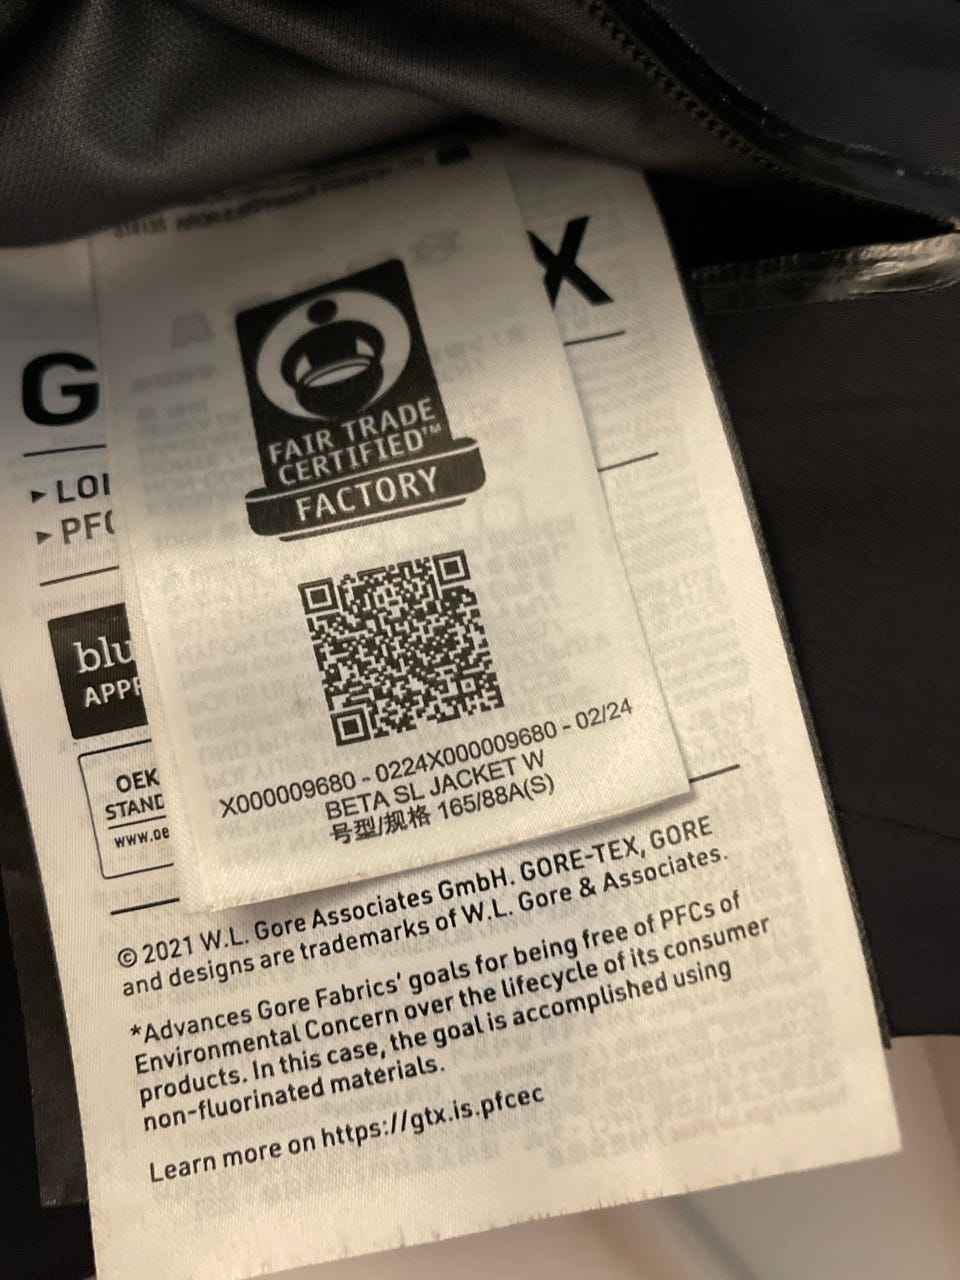 G
X
▸ LOI
▸ PF
blu
APP
OEK
STAND
www.oe
FAIR TRADE
CERTIFIED™
FACTORY
X000009680 - 0224X000009680 - 02/24
BETA SL JACKET W
号型/规格 165/88A(S)
© 2021 W.L. Gore Associates GmbH. GORE-TEX, GORE
and designs are trademarks of W.L. Gore & Associates.
*Advances Gore Fabrics' goals for being free of PFCs of
Environmental Concern over the lifecycle of its consumer
products. In this case, the goal is accomplished using
non-fluorinated materials.
Learn more on https://gtx.is.pfcec